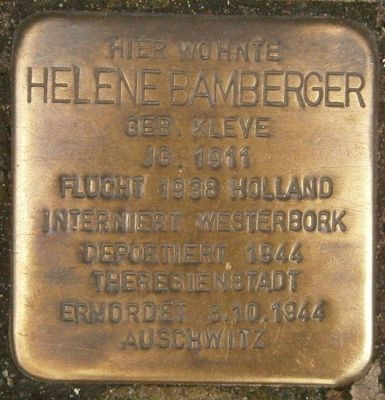 HIER WOHNTE
HELENE BAMBERGER
GEB. KLEVE
JG. 1911
FLUCHT 1938 HOLLAND
INTERNIERT WESTERBORK
DEPORTIERT 1944
THERESIENSTADT
ERMORDET 6.10.1944
AUSCHWITZ